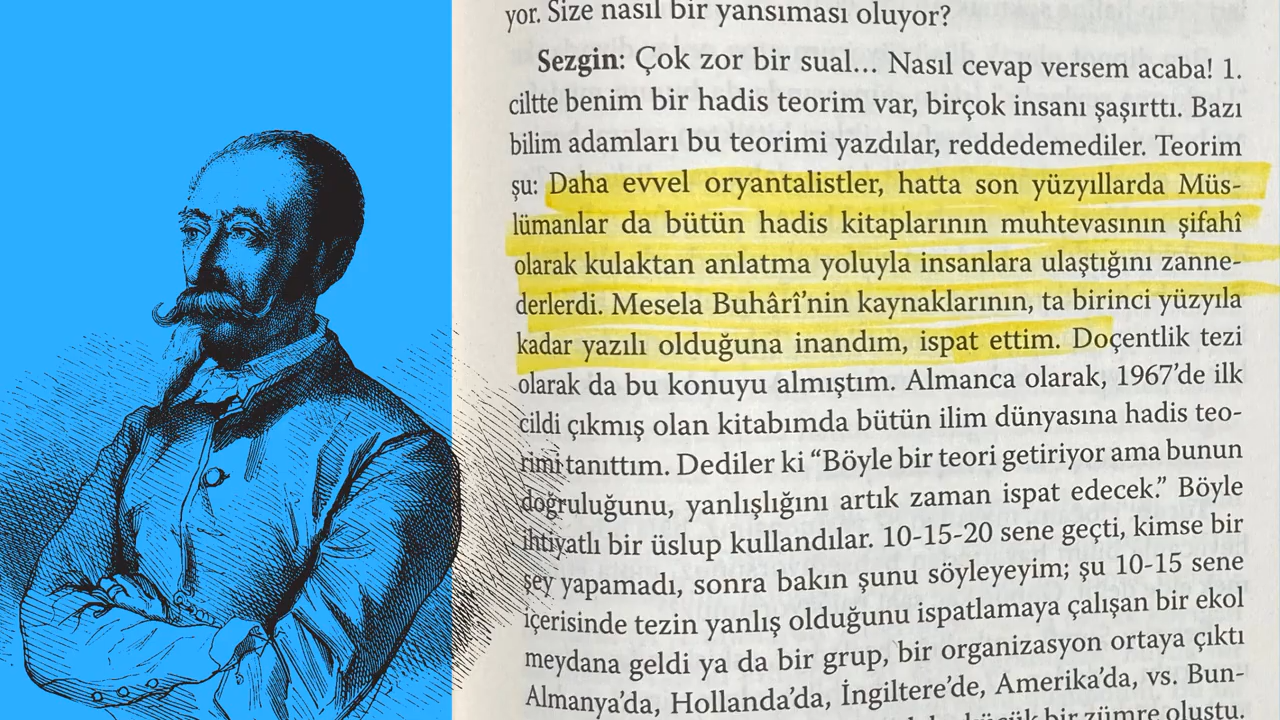 yor. Size nasıl bir yansıması oluyor?
Sezgin: Çok zor bir sual... Nasıl cevap versem acaba! 1.
ciltte benim bir hadis teorim var, birçok insanı şaşırttı. Bazı
bilim adamları bu teorimi yazdılar, reddedemediler. Teorim
şu: Daha evvel oryantalistler, hatta son yüzyıllarda Müs-
lümanlar da bütün hadis kitaplarının muhtevasının şifahî
olarak kulaktan anlatma yoluyla insanlara ulaştığını zanne-
derlerdi. Mesela Buhârî'nin kaynaklarının, ta birinci yüzyıla
kadar yazılı olduğuna inandım, ispat ettim. Doçentlik tezi
olarak da bu konuyu almıştım. Almanca olarak, 1967'de ilk
cildi çıkmış olan kitabımda bütün ilim dünyasına hadis teo-
rimi tanıttım. Dediler ki “Böyle bir teori getiriyor ama bunun
doğruluğunu, yanlışlığını artık zaman ispat edecek.” Böyle
ihtiyatlı bir üslup kullandılar. 10-15-20 sene geçti, kimse bir
şey yapamadı, sonra bakın şunu söyleyeyim; şu 10-15 sene
içerisinde tezin yanlış olduğunu ispatlamaya çalışan bir ekol
meydana geldi ya da bir grup, bir organizasyon ortaya çıktı
Almanya'da, Hollanda'da, İngiltere'de, Amerika'da, vs. Bun-
küçük bir zümre oluştu.